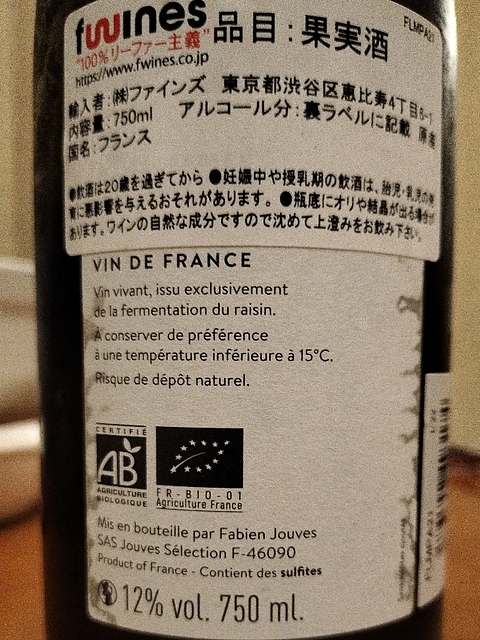 fwines
"100%リーファー主義"
品目:果実酒
FLMPA21
https://www.fwines.co.jp
輸入者:㈱ファインズ 東京都渋谷区恵比寿4丁目6-1
内容量:750ml アルコール分:裏ラベルに記載 原産
国名:フランス
●飲酒は20歳を過ぎてから ●妊娠中や授乳期の飲酒は、胎児・乳児の発
育に悪影響を与えるおそれがあります。 ●瓶底にオリや結晶が出る場合が
あります。ワインの自然な成分ですので沈めて上澄みをお飲み下さい。
VIN DE FRANCE
Vin vivant, issu exclusivement
de la fermentation du raisin.
À conserver de préférence
à une température inférieure à 15°C.
Risque de dépôt naturel.
CERTIFIÉ
AB
AGRICULTURE
BIOLOGIQUE
FR-BIO-01
Agriculture France
Mis en bouteille par Fabien Jouves
SAS Jouves Sélection F-46090
Product of France - Contient des sulfites
12% vol. 750 ml.